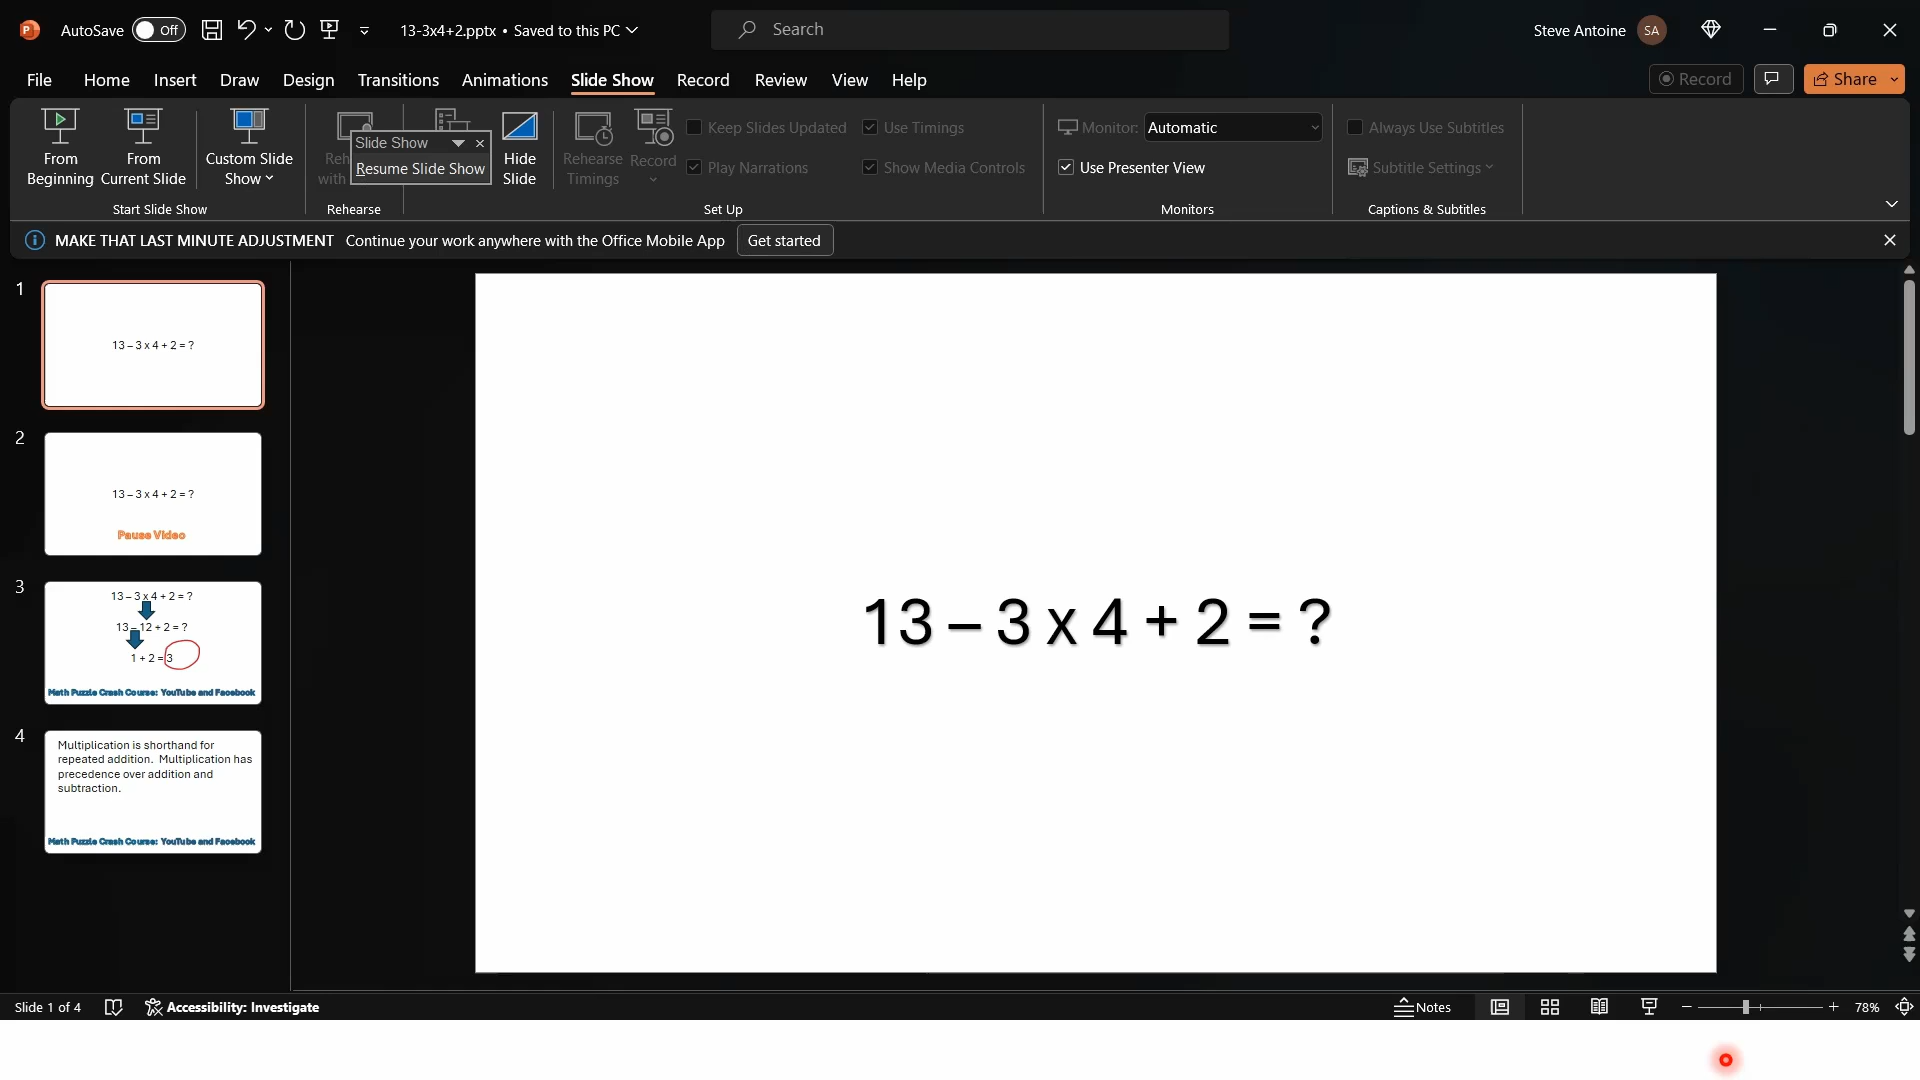 AutoSave Off 13-3x4+2.pptx • Saved to this PC Search Steve Antoine SA
File Home Insert Draw Design Transitions Animations Slide Show Record Review View Help Record Share
From Beginning
From Current Slide
Custom Slide Show
Start Slide Show
Reh
with
Rehearse
Slide Show
Resume Slide Show
Hide Slide
Rehearse Timings
Record
Keep Slides Updated
Use Timings
Play Narrations
Show Media Controls
Set Up
Monitor: Automatic
Use Presenter View
Monitors
Always Use Subtitles
Subtitle Settings
Captions & Subtitles
MAKE THAT LAST MINUTE ADJUSTMENT Continue your work anywhere with the Office Mobile App Get started
1
13 – 3 x 4 + 2 = ?
2
13 – 3 x 4 + 2 = ?
Pause Video
3
13 – 3 x 4 + 2 = ?
13 – 12 + 2 = ?
1 + 2 = 3
Math Puzzle Crash Course: YouTube and Facebook
4
Multiplication is shorthand for
repeated addition. Multiplication has
precedence over addition and
subtraction.
Math Puzzle Crash Course: YouTube and Facebook
13 – 3 x 4 + 2 = ?
Slide 1 of 4 Accessibility: Investigate Notes 78%